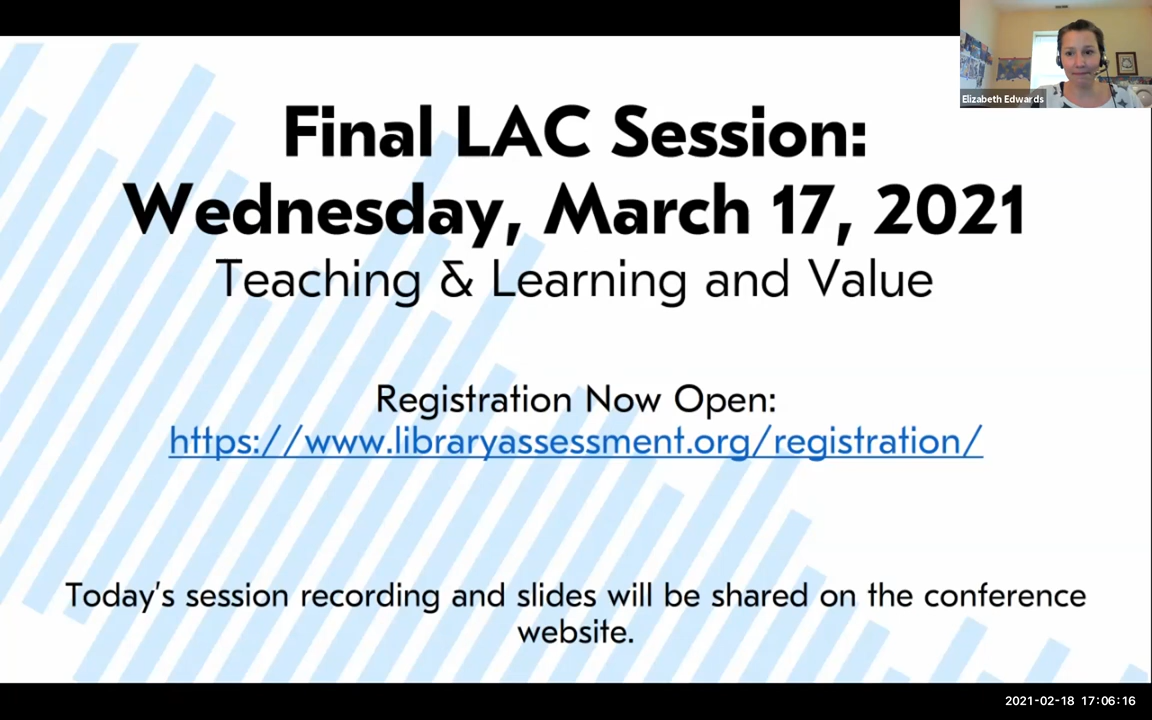 Elizabeth Edwards
Final LAC Session:
Wednesday, March 17, 2021
Teaching & Learning and Value
Registration Now Open:
https://www.libraryassessment.org/registration/
Today's session recording and slides will be shared on the conference
website.
2021-02-18 17:06:16